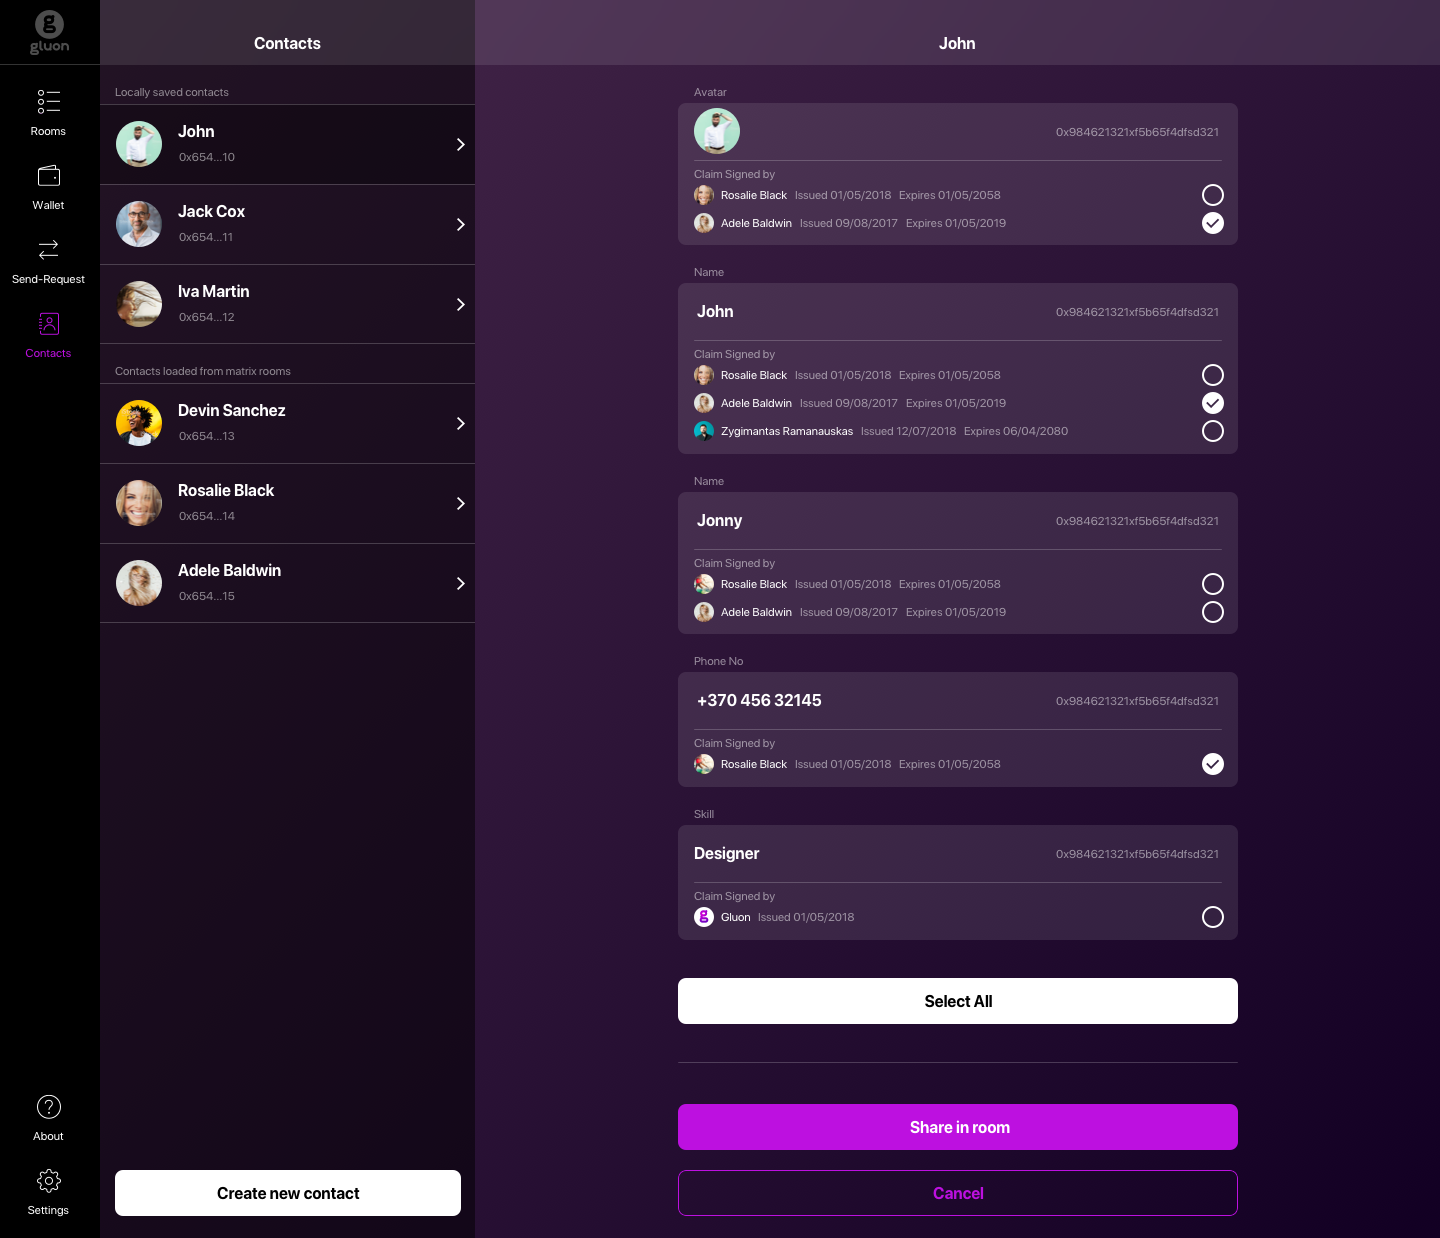 gluon
Rooms
Wallet
Send-Request
Contacts
About
Settings
Contacts
Locally saved contacts
John
0x654...10
Jack Cox
0x654...11
Iva Martin
0x654...12
Contacts loaded from matrix rooms
Devin Sanchez
0x654...13
Rosalie Black
0x654...14
Adele Baldwin
0x654...15
Create new contact
John
Avatar
0x984621321xf5b65f4dfsd321
Claim Signed by
Rosalie Black Issued 01/05/2018 Expires 01/05/2058
Adele Baldwin Issued 09/08/2017 Expires 01/05/2019
Name
John 0x984621321xf5b65f4dfsd321
Claim Signed by
Rosalie Black Issued 01/05/2018 Expires 01/05/2058
Adele Baldwin Issued 09/08/2017 Expires 01/05/2019
Zygimantas Ramanauskas Issued 12/07/2018 Expires 06/04/2080
Name
Jonny 0x984621321xf5b65f4dfsd321
Claim Signed by
Rosalie Black Issued 01/05/2018 Expires 01/05/2058
Adele Baldwin Issued 09/08/2017 Expires 01/05/2019
Phone No
+370 456 32145 0x984621321xf5b65f4dfsd321
Claim Signed by
Rosalie Black Issued 01/05/2018 Expires 01/05/2058
Skill
Designer 0x984621321xf5b65f4dfsd321
Claim Signed by
Gluon Issued 01/05/2018
Select All
Share in room
Cancel